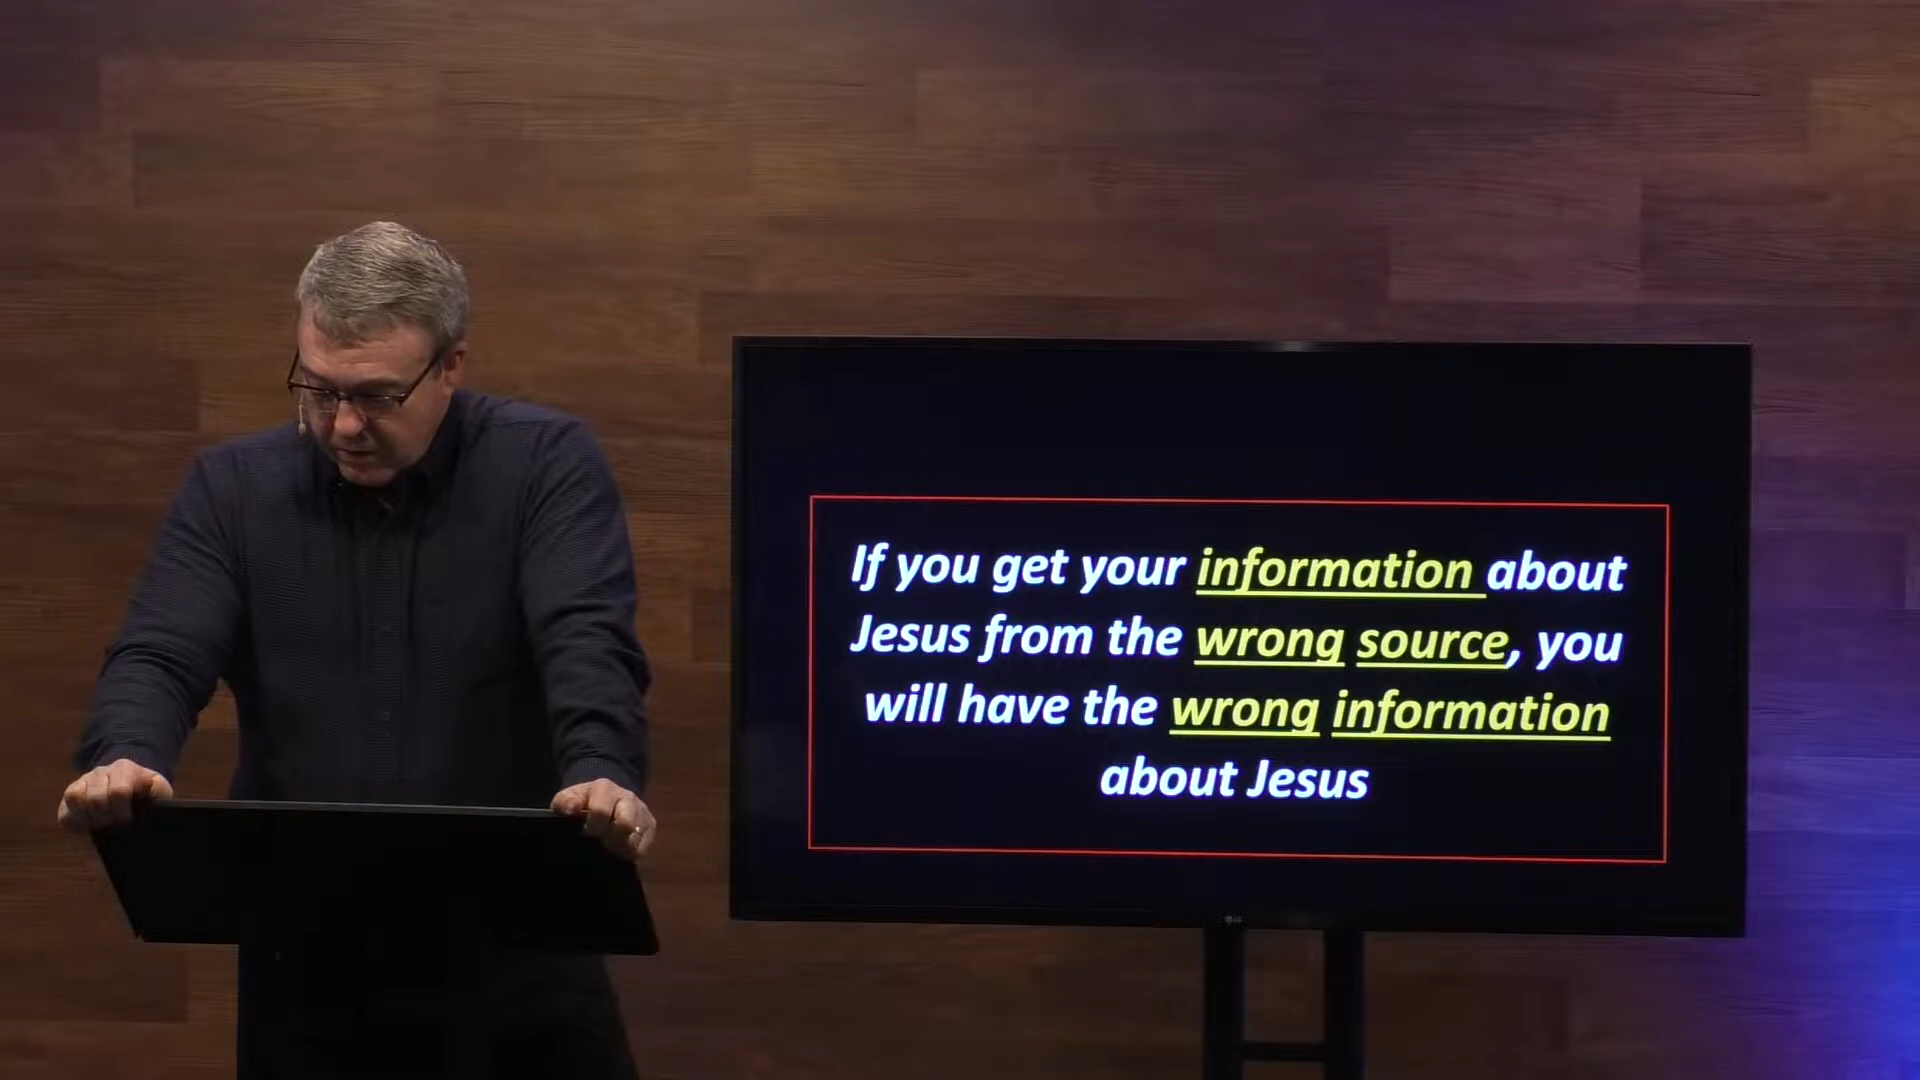 If you get your information about
Jesus from the wrong source, you
will have the wrong information
about Jesus
LG